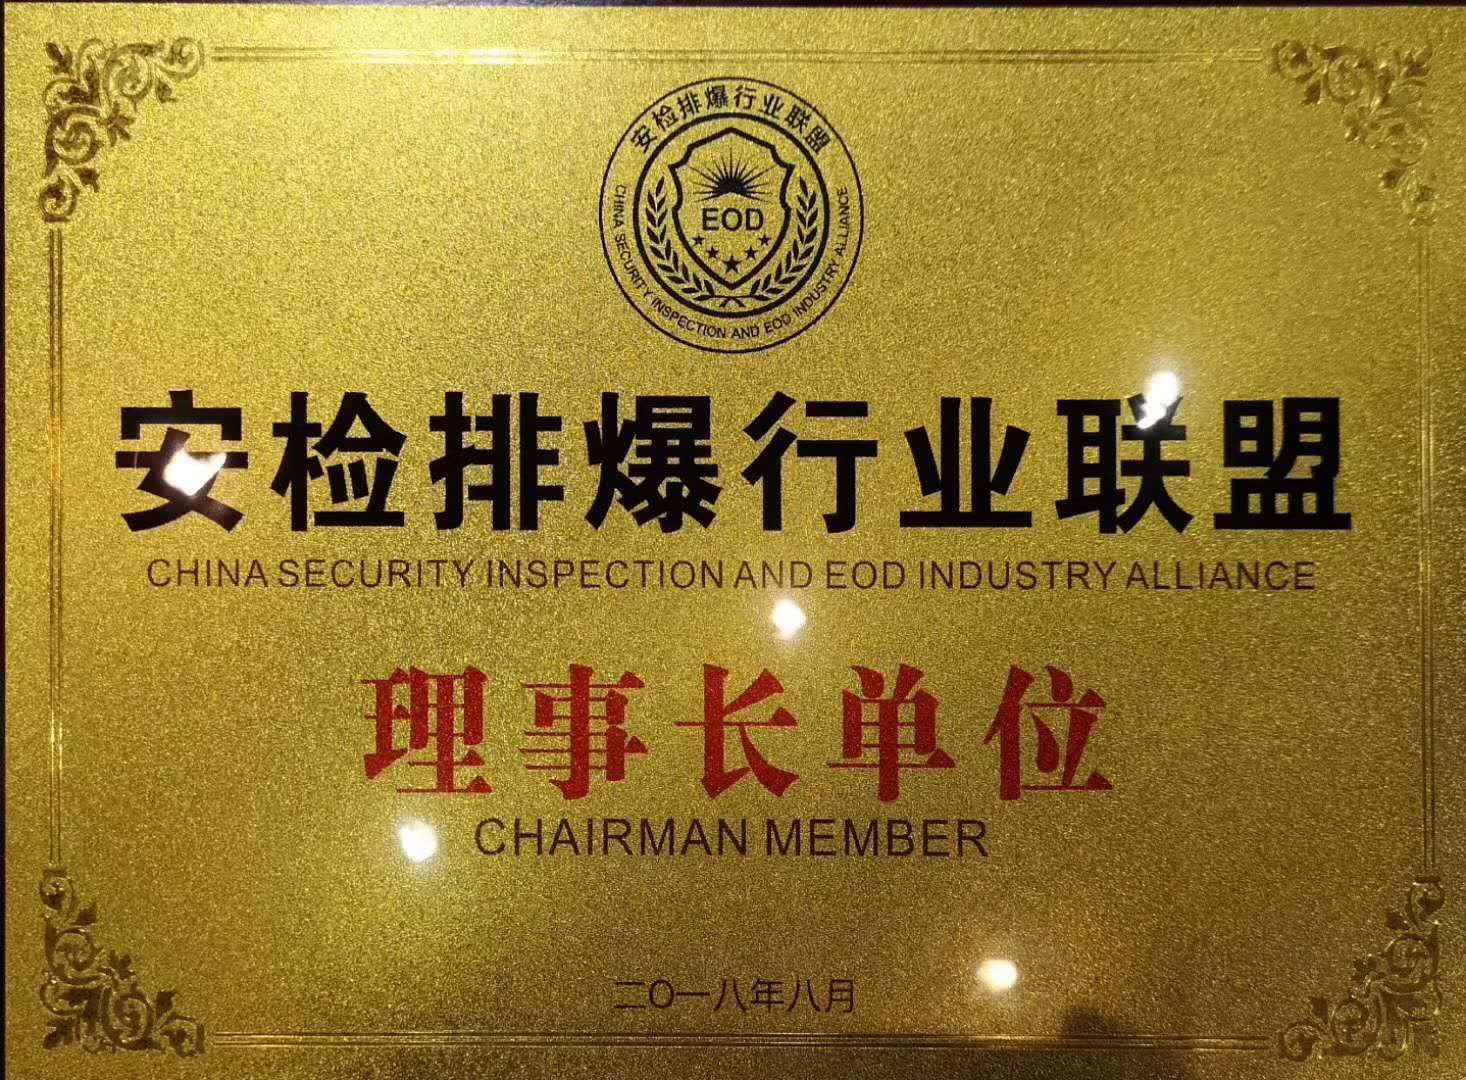 安检排爆行业联盟
EOD
CHINA SECURITY INSPECTION AND EOD INDUSTRY ALLIANCE
安检排爆行业联盟
CHINA SECURITY INSPECTION AND EOD INDUSTRY ALLIANCE
理事长单位
CHAIRMAN MEMBER
二〇一八年八月